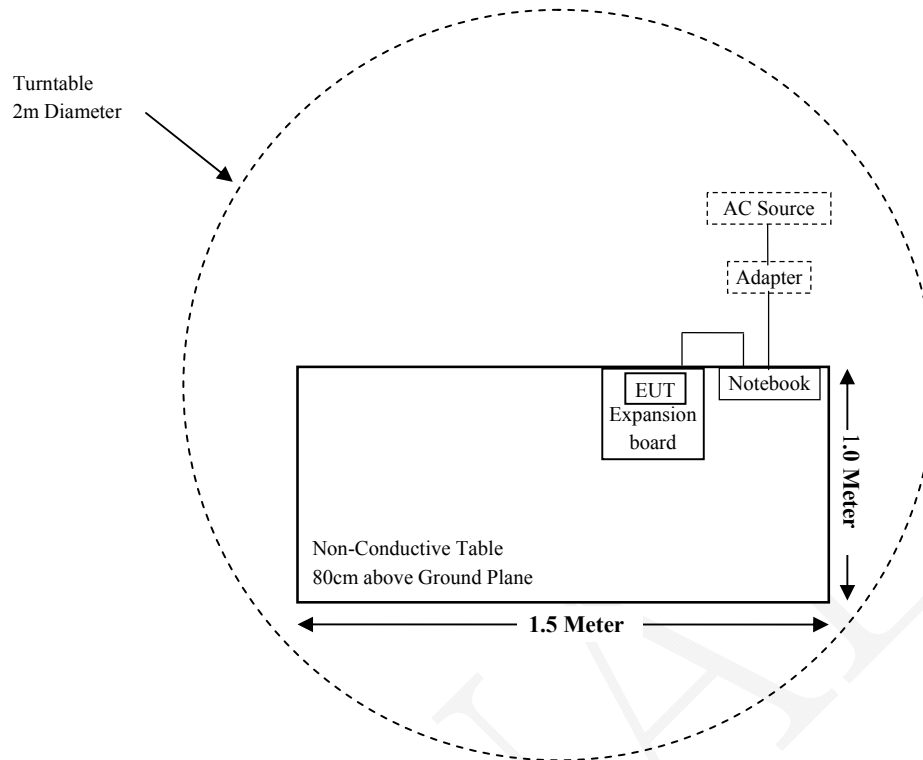 Turntable
2m Diameter
AC Source
Adapter
Notebook
EUT
Expansion
board
1.0 Meter
Non-Conductive Table
80cm above Ground Plane
1.5 Meter